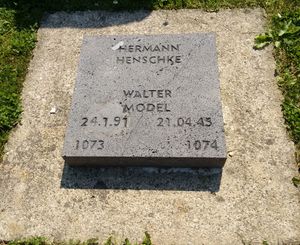 HERMANN
HENSCHKE
WALTER
MODEL
24.1.91 21.04.45
1073 1074